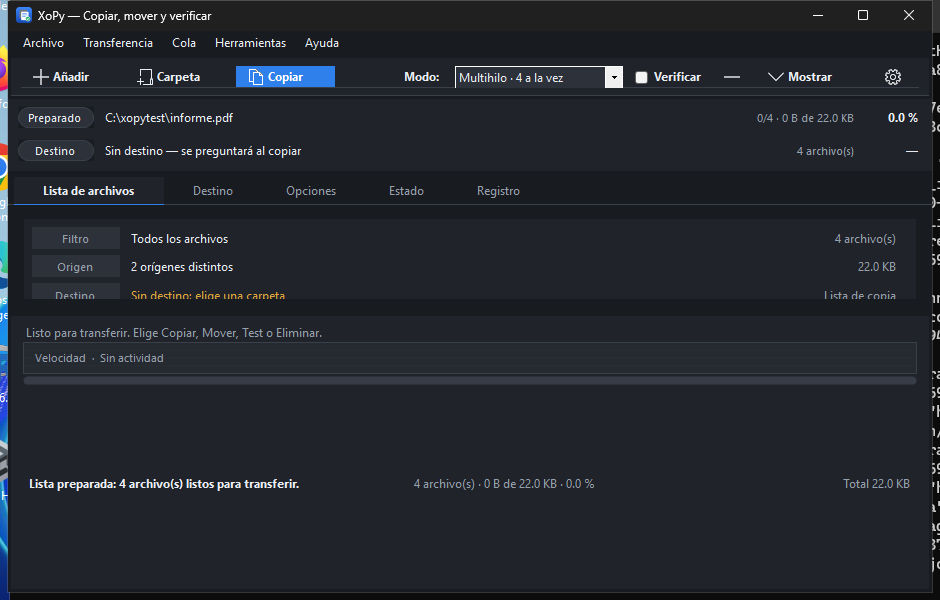 XoPy — Copiar, mover y verificar
Archivo Transferencia Cola Herramientas Ayuda
Añadir Carpeta Copiar Modo: Multihilo · 4 a la vez Verificar Mostrar
Preparado C:\xopytest\informe.pdf 0/4 · 0 B de 22.0 KB 0.0 %
Destino Sin destino — se preguntará al copiar 4 archivo(s) —
Lista de archivos Destino Opciones Estado Registro
Filtro Todos los archivos 4 archivo(s)
Origen 2 orígenes distintos 22.0 KB
Destino Sin destino: elige una carpeta Lista de copia
Listo para transferir. Elige Copiar, Mover, Test o Eliminar.
Velocidad · Sin actividad
Lista preparada: 4 archivo(s) listos para transferir. 4 archivo(s) · 0 B de 22.0 KB · 0.0 % Total 22.0 KB